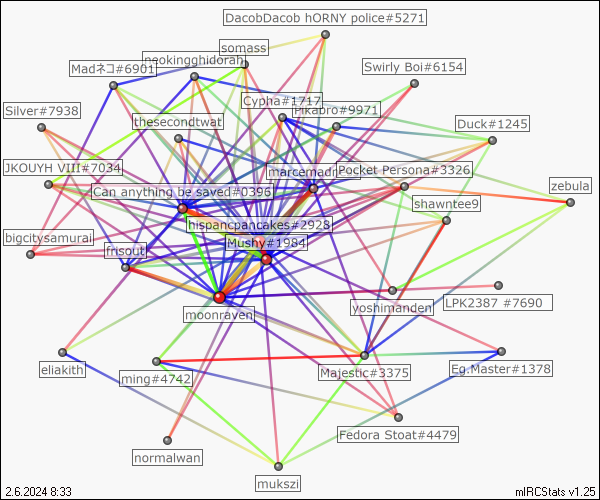 DacobDacob hORNY police#5271
somass
neokingghidorah
Madネコ#6901
Swirly Boi#6154
Cypha#1717
Pikabro#9971
Silver#7938
thesecondtwat
Duck#1245
JKOUYH VIII#7034
marcemadir
Pocket Persona#3326
Can anything be saved#0396
zebula
shawntee9
hispancpancakes#2928
bigcitysamurai
Mushy#1984
frisout
moonraven
yoshimanden
LPK2387 #7690
eliakith
ming#4742
Majestic#3375
Eg.Master#1378
Fedora Stoat#4479
normalwan
mukszi
2.6.2024 8:33
mIRCStats v1.25